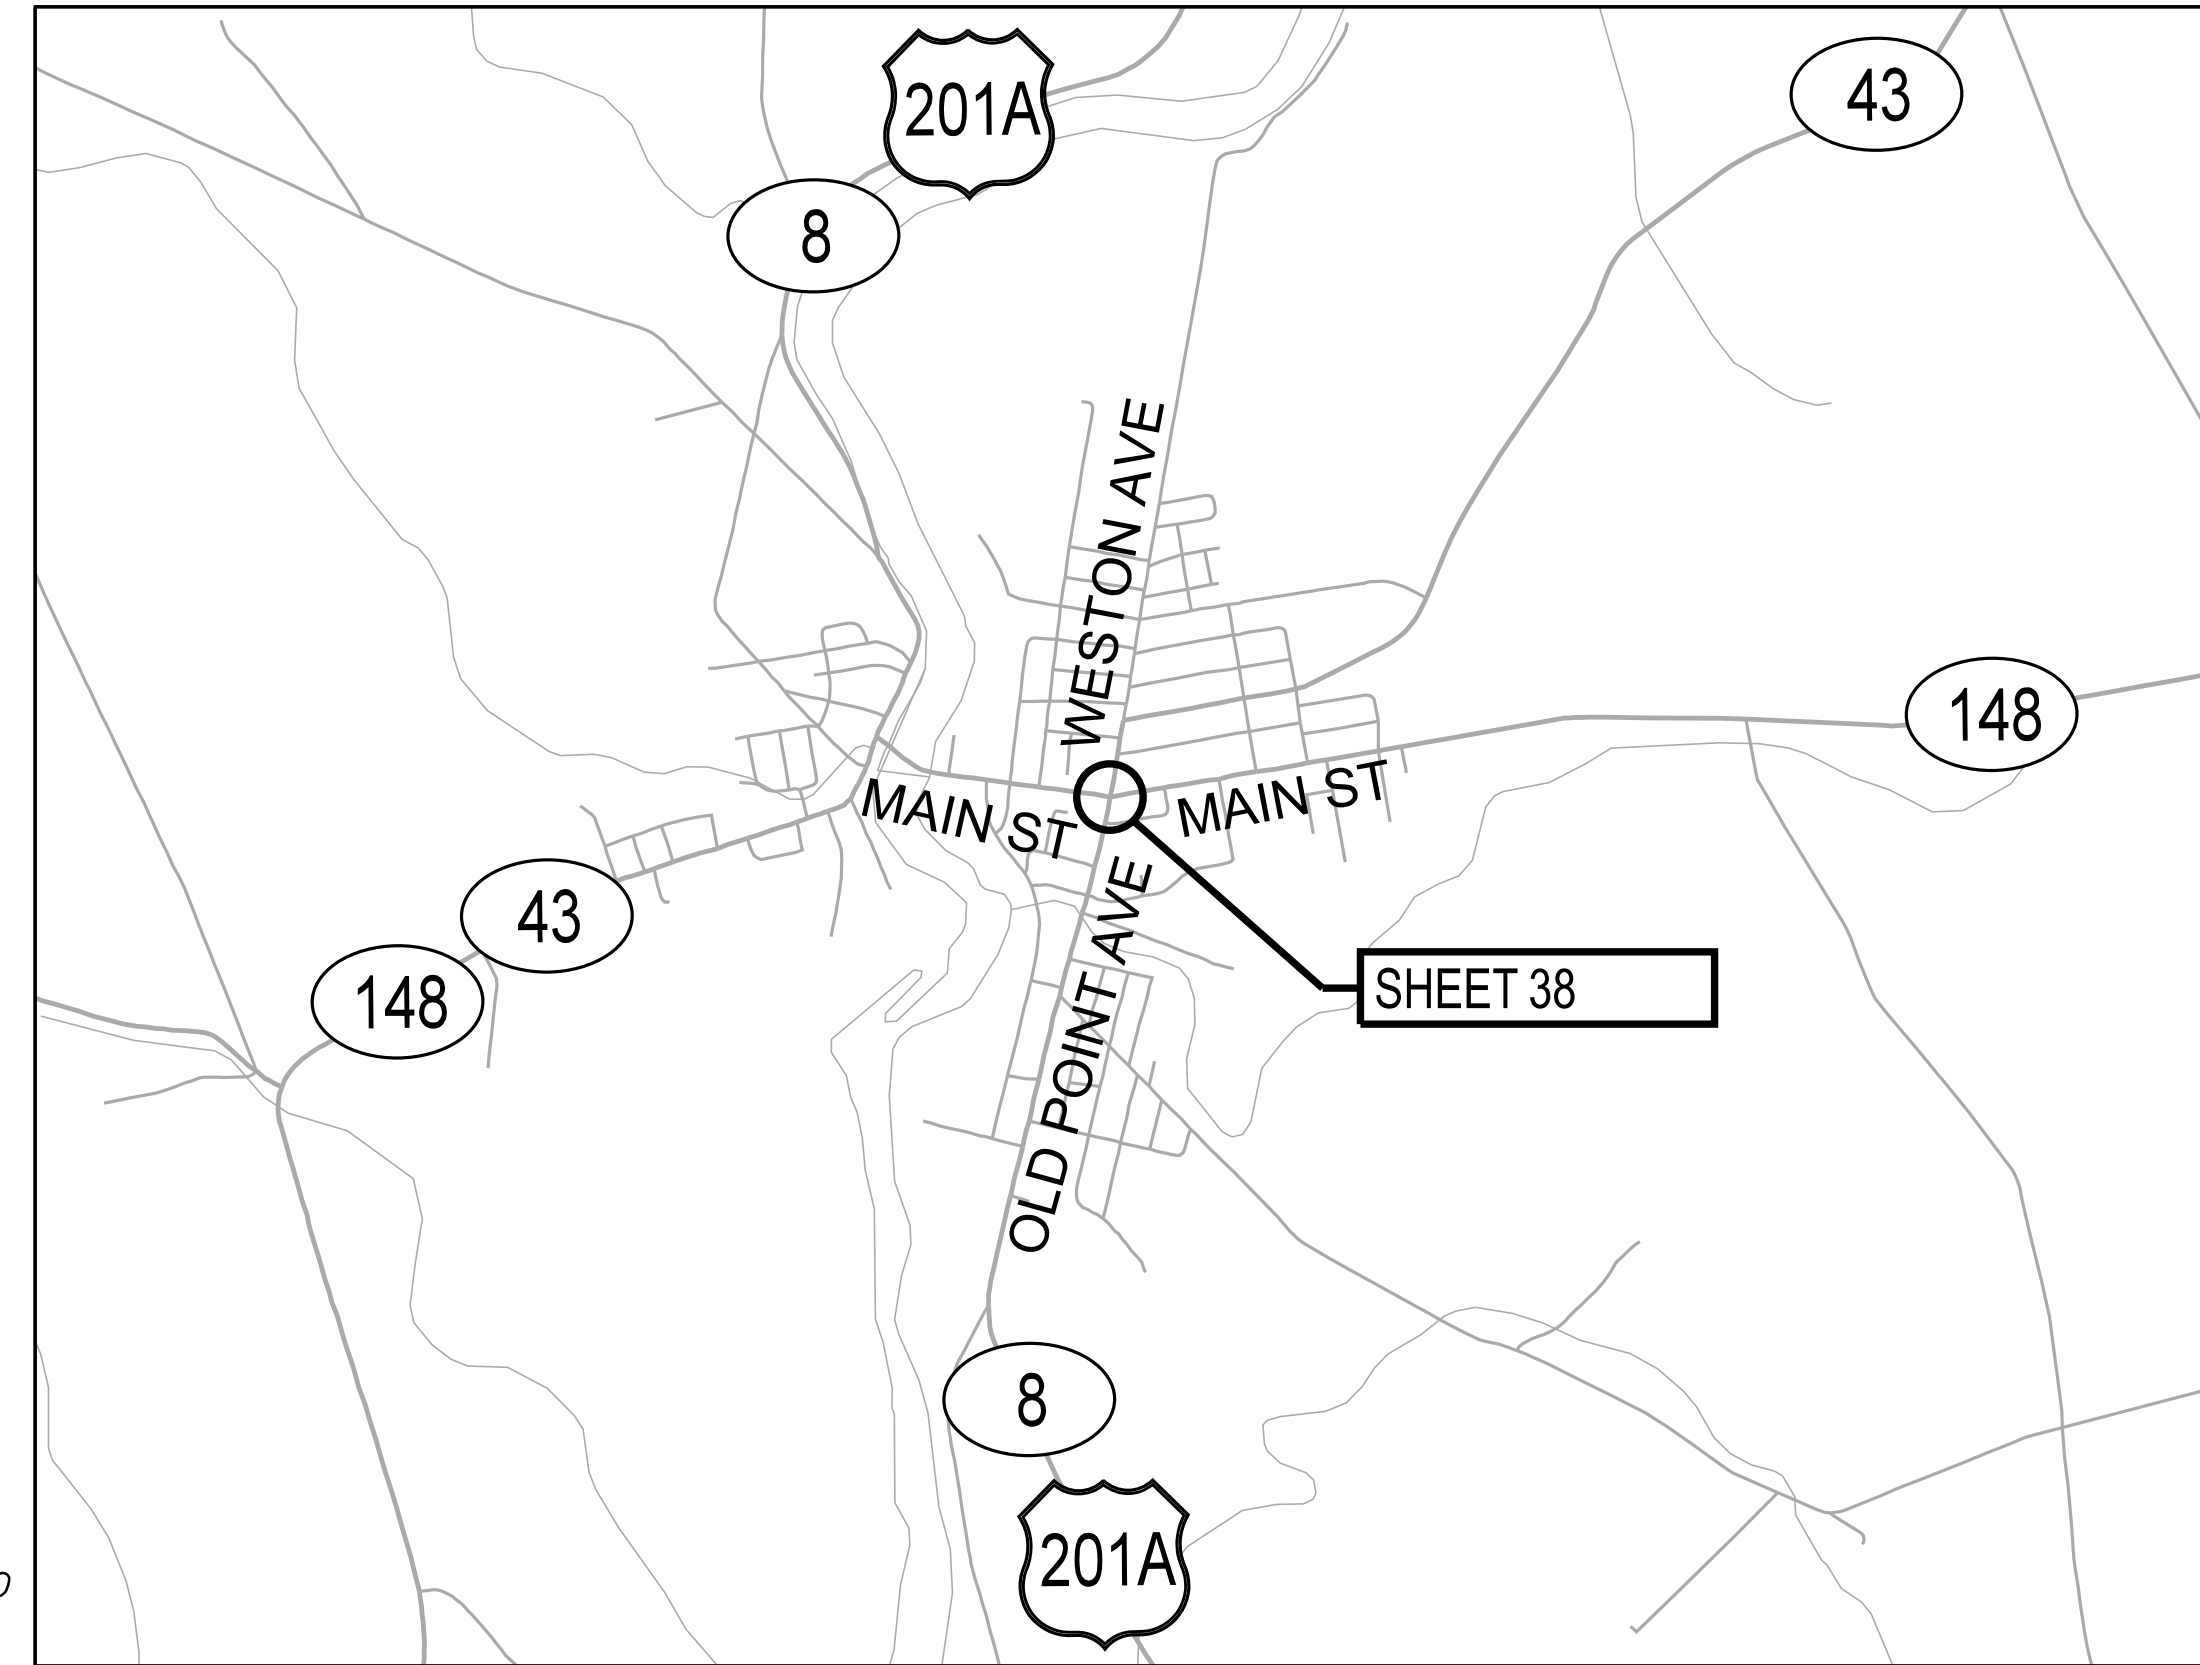 201A
43
8
WESTON AVE
148
MAIN ST
MAIN ST
43
OLD POINT AVE
148
SHEET 38
8
201A